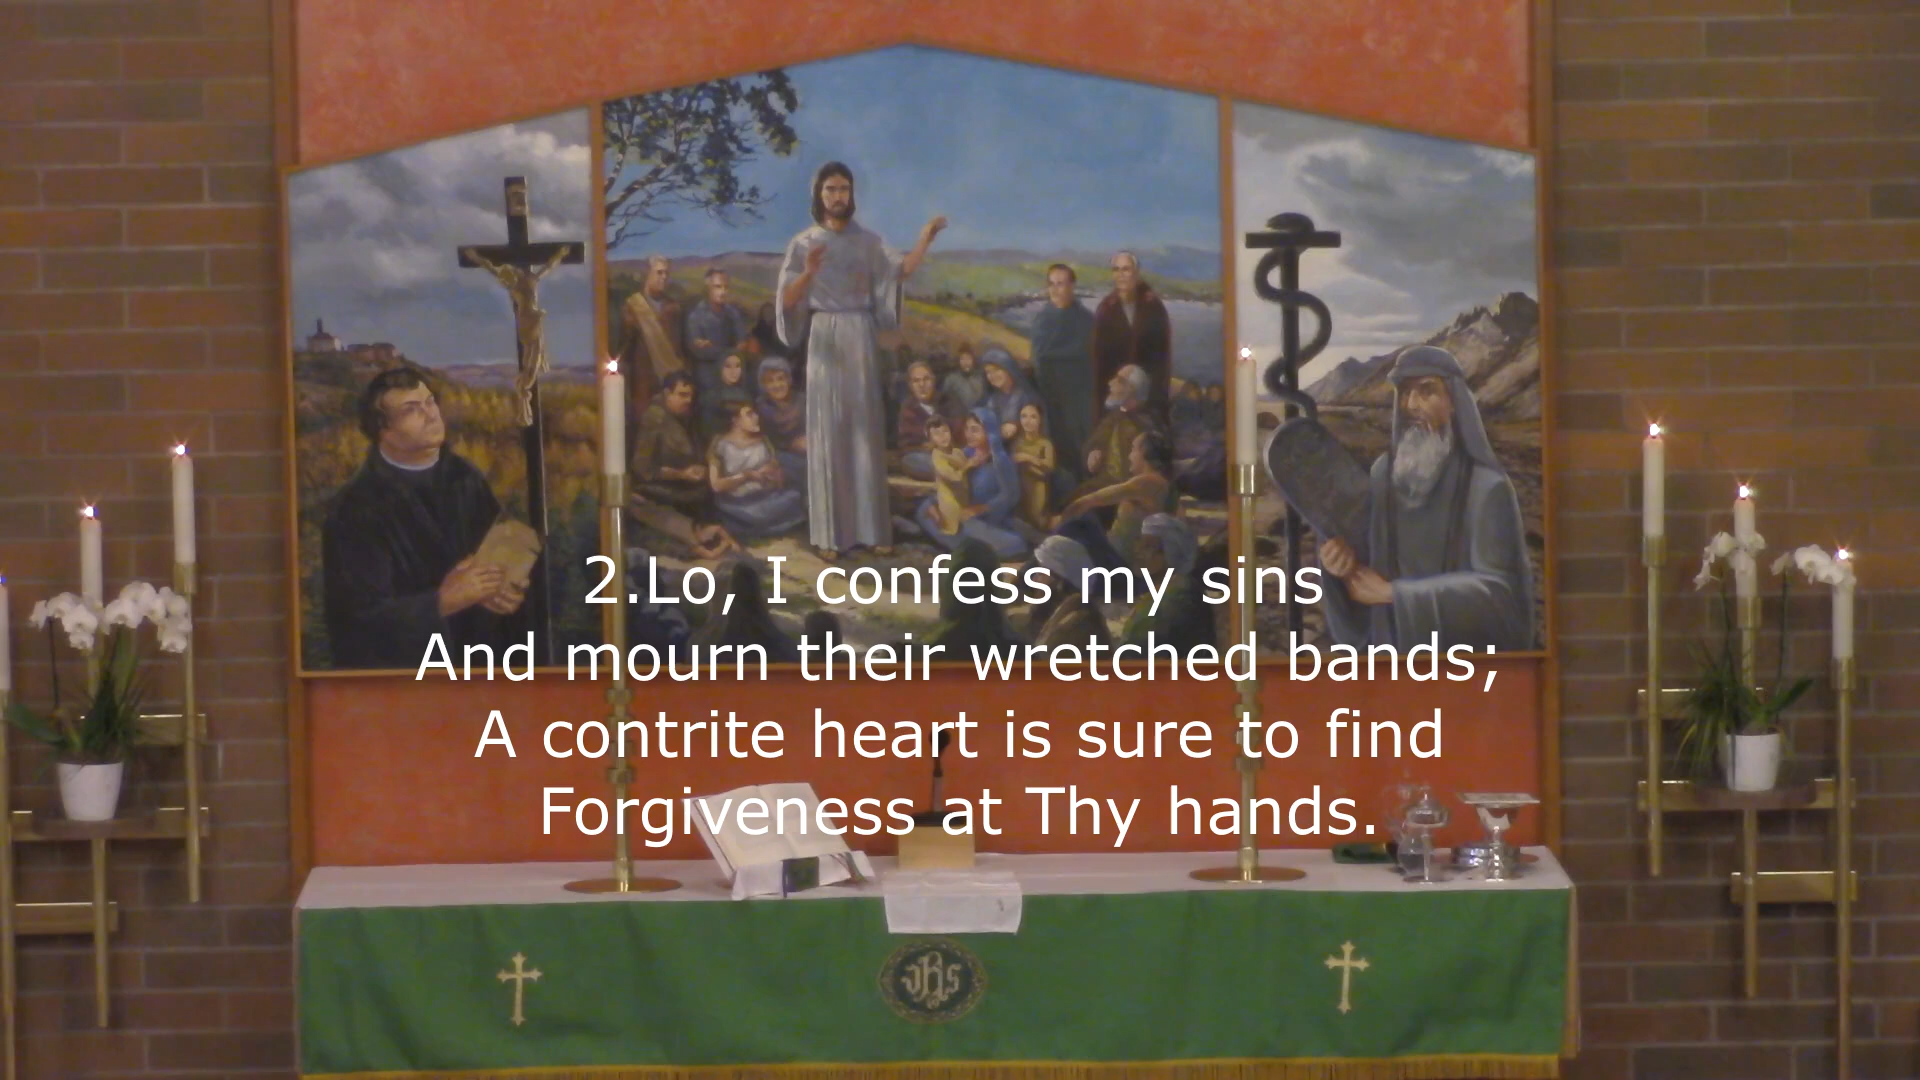 2.Lo, I confess my sins
And mourn their wretched bands;
A contrite heart is sure to find
Forgiveness at Thy hands.
IHS